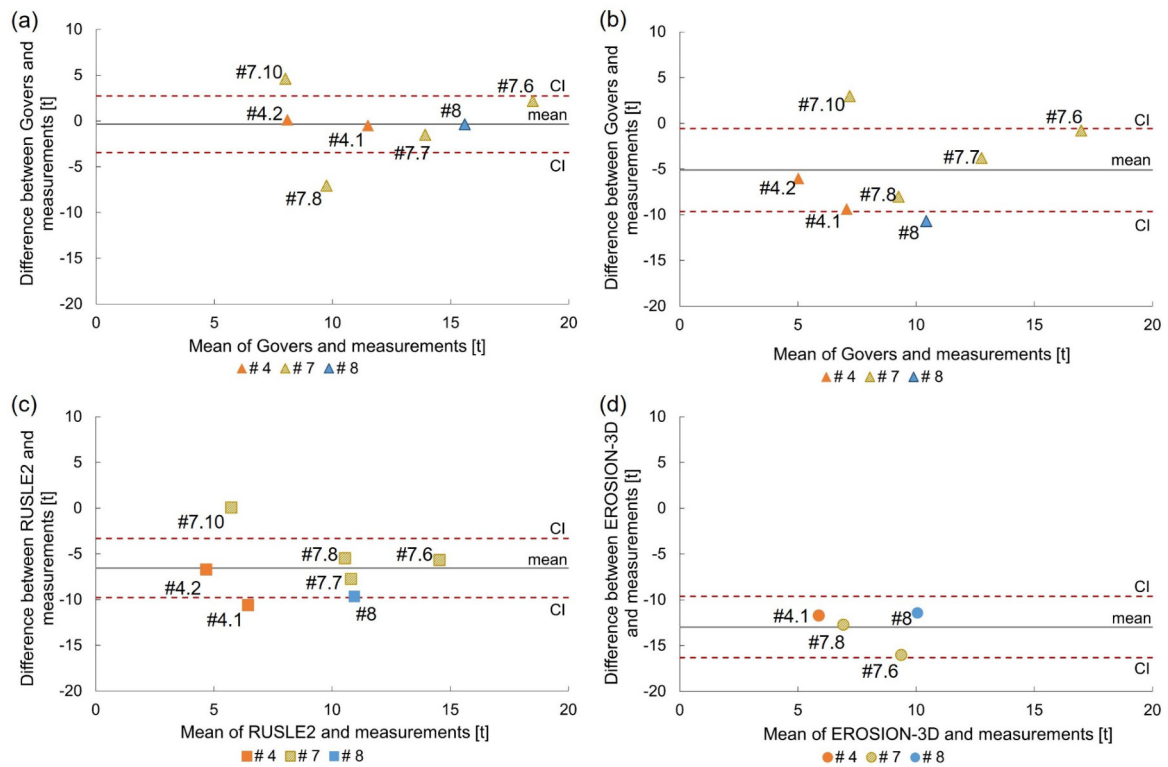 (a)
Difference between Govers and
measurements [t]
10
5
0
-5
-10
-15
-20
#7.10
#4.2
#4.1
#7.8
#7.7
#8
#7.6
CI
mean
CI
0 5 10 15 20
Mean of Govers and measurements [t]
# 4 # 7 # 8
(b)
Difference between Govers and
measurements [t]
10
5
0
-5
-10
-15
-20
#7.10
#4.2
#4.1
#7.8
#8
#7.7
#7.6
CI
mean
CI
0 5 10 15 20
Mean of Govers and measurements [t]
# 4 # 7 # 8
(c)
Difference between RUSLE2 and
measurements [t]
10
5
0
-5
-10
-15
-20
#7.10
#4.2
#4.1
#7.8
#7.7
#8
#7.6
CI
mean
CI
0 5 10 15 20
Mean of RUSLE2 and measurements [t]
# 4 # 7 # 8
(d)
Difference between EROSION-3D
and measurements [t]
10
5
0
-5
-10
-15
-20
#4.1
#7.8
#7.6
#8
CI
mean
CI
0 5 10 15 20
Mean of EROSION-3D and measurements [t]
# 4 # 7 # 8